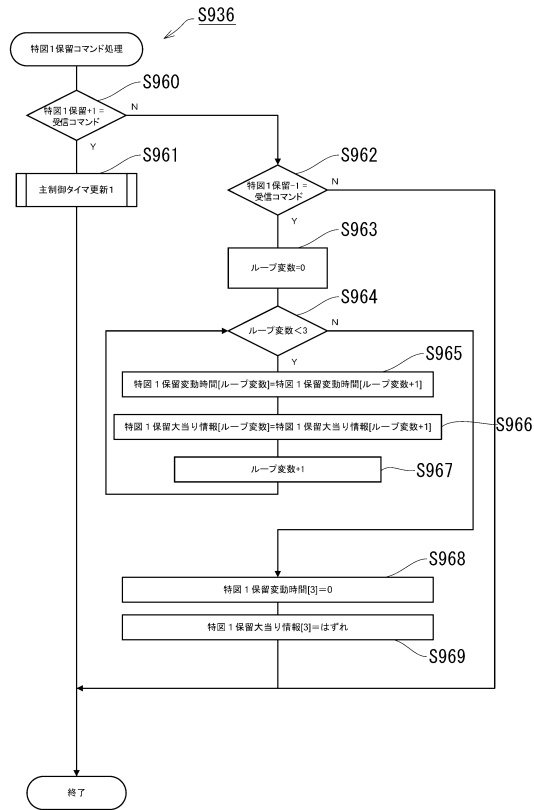 S936
特図1保留コマンド処理
S960
特図1保留+1 =
受信コマンド
N
Y
S961
主制御タイマ更新1
S962
特図1保留-1 =
受信コマンド
N
Y
S963
ループ変数=0
S964
ループ変数<3
N
Y
S965
特図1保留変動時間[ループ変数]=特図1保留変動時間[ループ変数+1]
S966
特図1保留大当り情報[ループ変数]=特図1保留大当り情報[ループ変数+1]
S967
ループ変数+1
S968
特図1保留変動時間[3]=0
特図1保留大当り情報[3]=はずれ
S969
終了